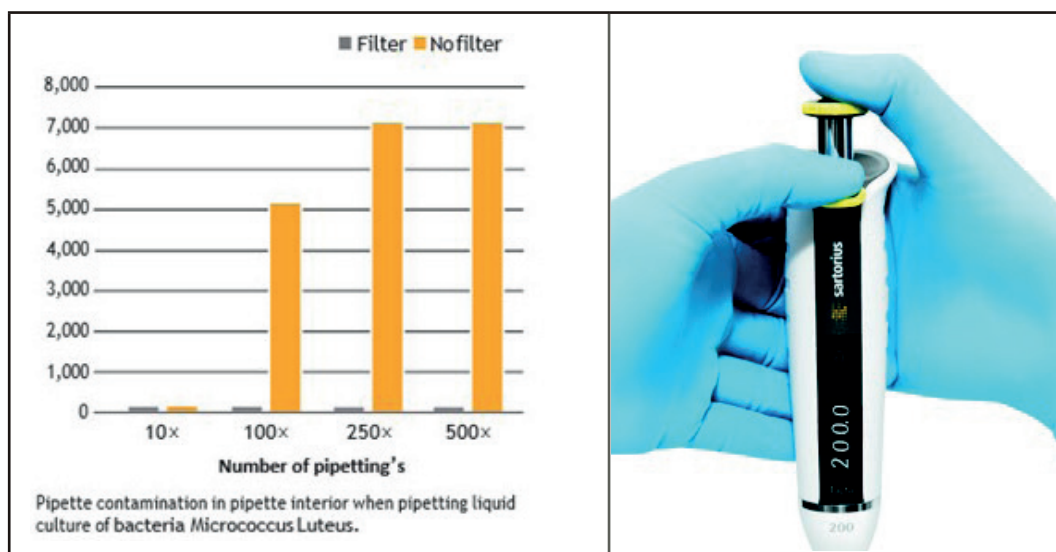 Filter No filter
8,000
7,000
6,000
5,000
4,000
3,000
2,000
1,000
0
10× 100× 250× 500×
Number of pipetting's
Pipette contamination in pipette interior when pipetting liquid
culture of bacteria Micrococcus Luteus.
sartorius
200.0
200